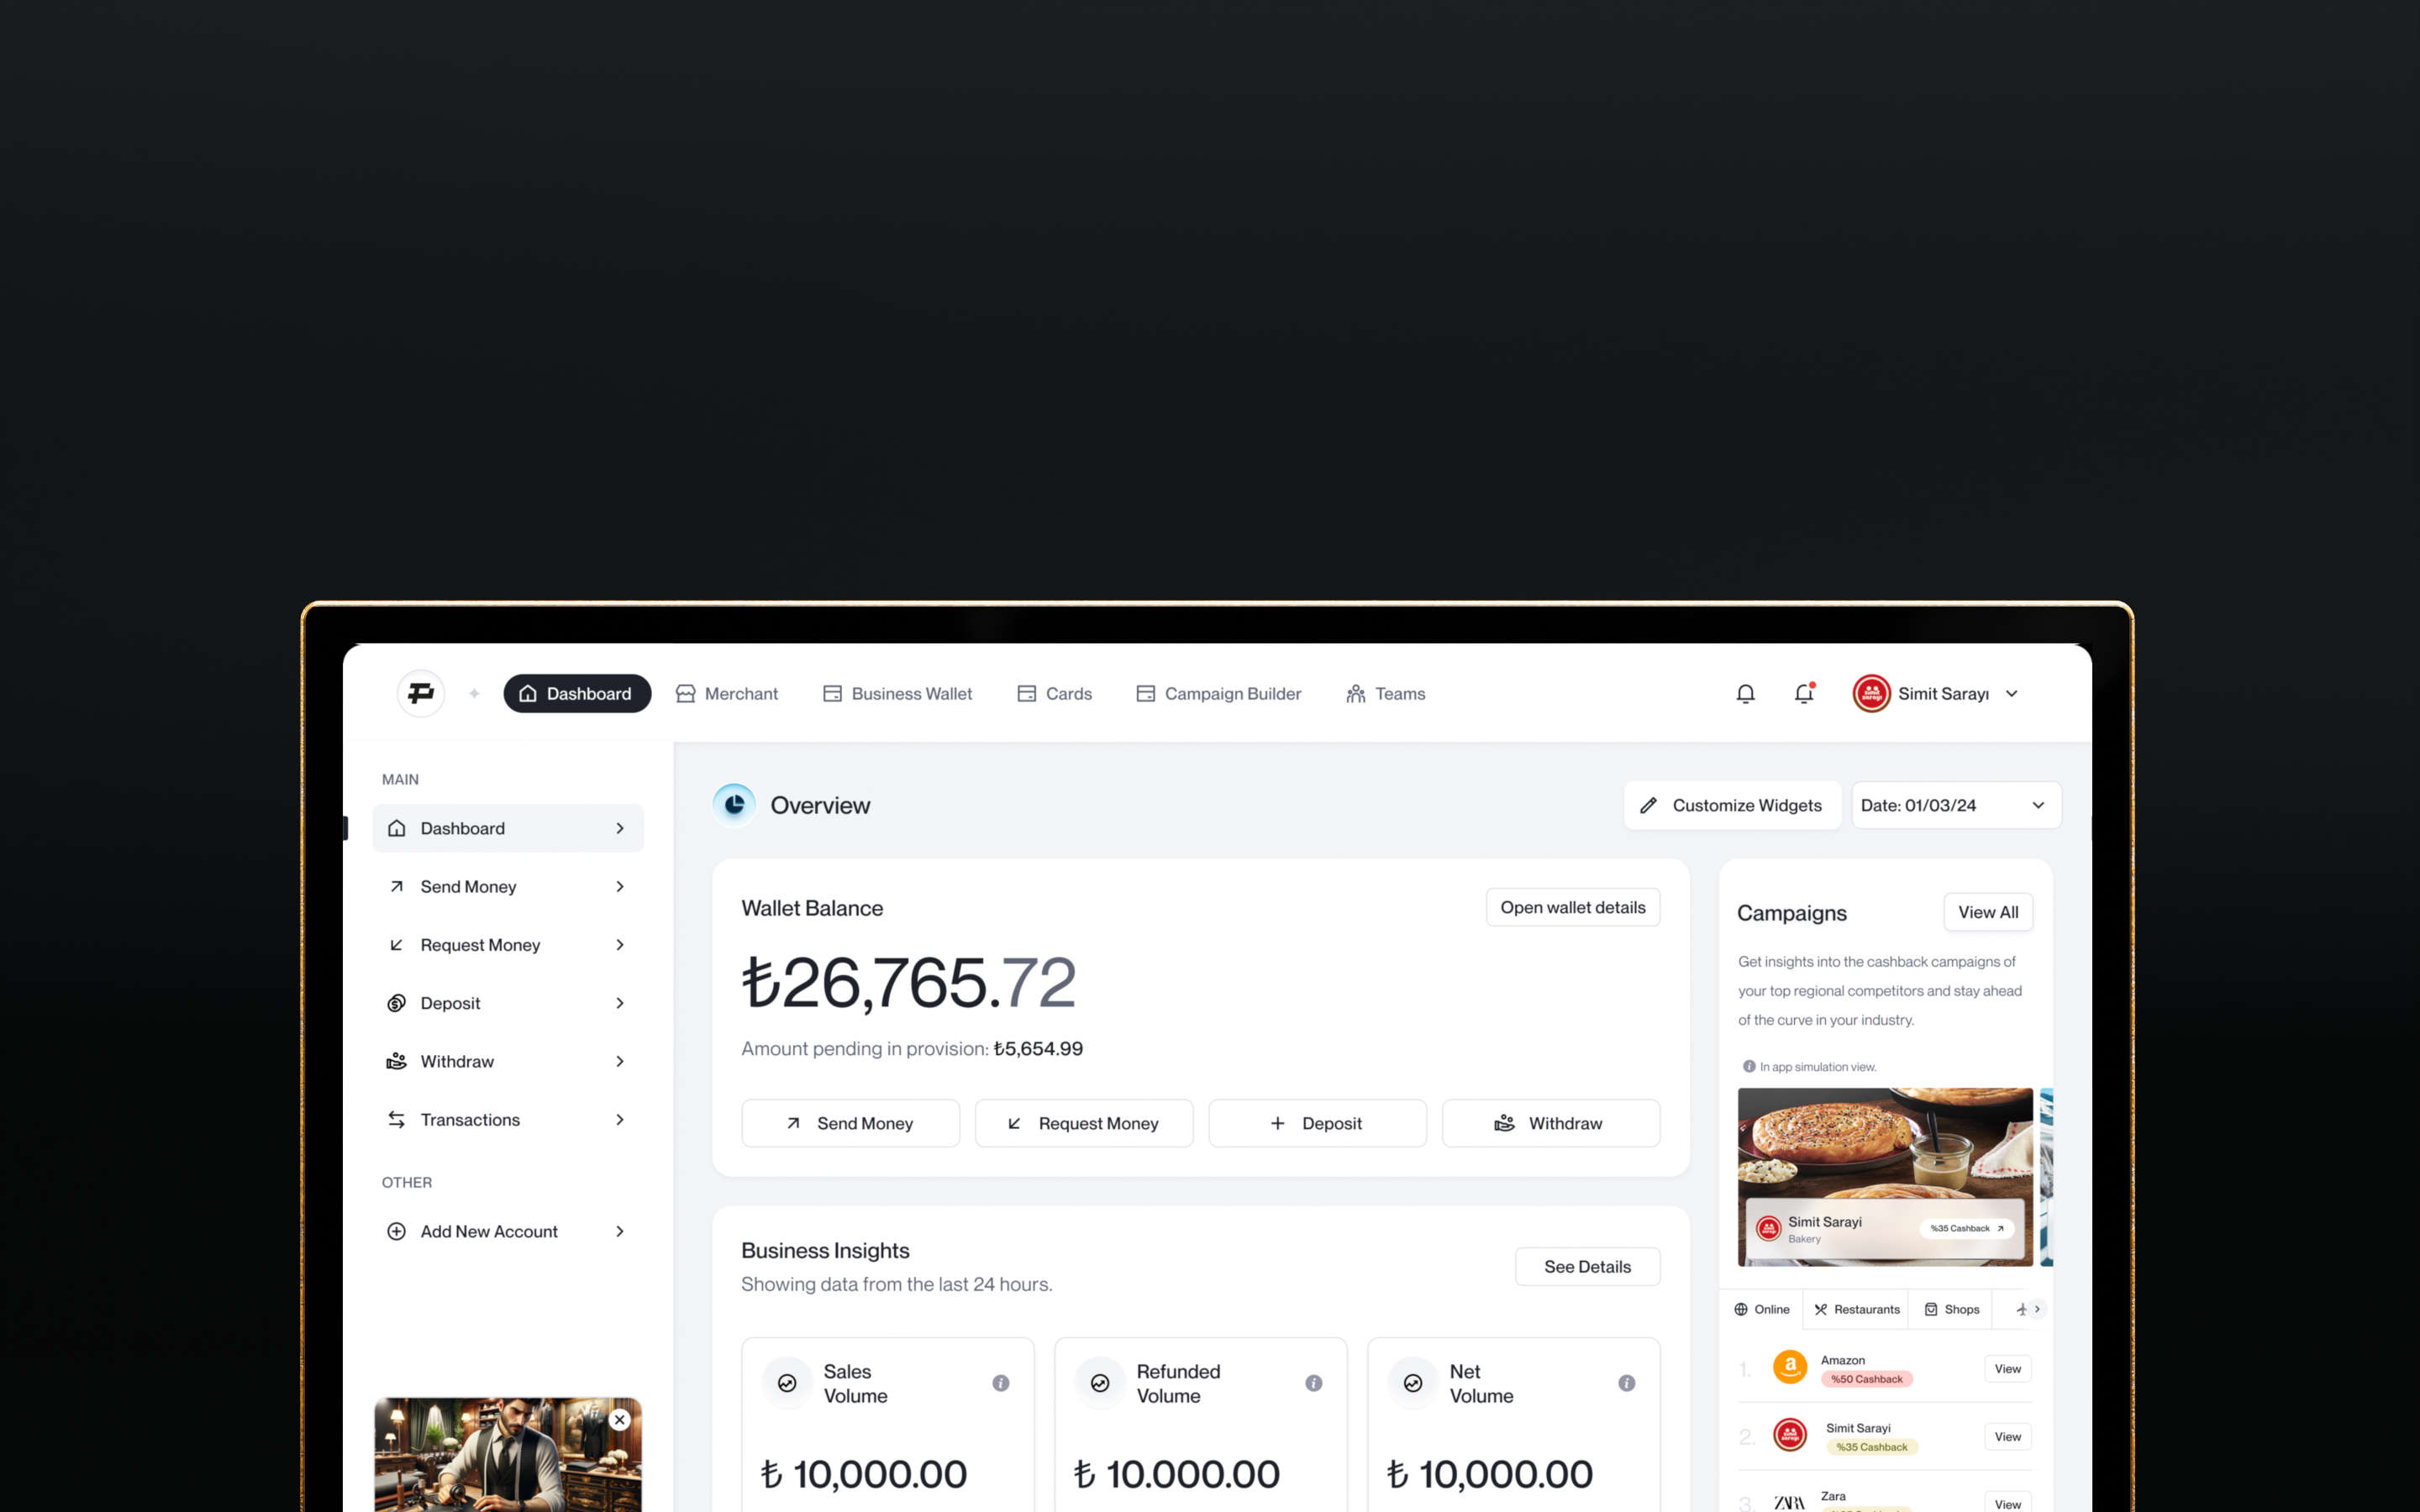 Dashboard
Merchant
Business Wallet
Cards
Campaign Builder
Teams
Simit Sarayı
MAIN
Dashboard
Send Money
Request Money
Deposit
Withdraw
Transactions
OTHER
Add New Account
Overview
Customize Widgets
Date: 01/03/24
Wallet Balance
Open wallet details
₺26,765.72
Amount pending in provision: ₺5,654.99
Send Money
Request Money
Deposit
Withdraw
Business Insights
Showing data from the last 24 hours.
See Details
Sales
Volume
₺ 10,000.00
Refunded
Volume
₺ 10.000.00
Net
Volume
₺ 10,000.00
Campaigns
View All
Get insights into the cashback campaigns of
your top regional competitors and stay ahead
of the curve in your industry.
In app simulation view.
Simit Sarayi
Bakery
%35 Cashback
Online
Restaurants
Shops
1.
Amazon
%50 Cashback
View
2.
Simit Sarayi
%35 Cashback
View
3.
ZARA
Zara
View